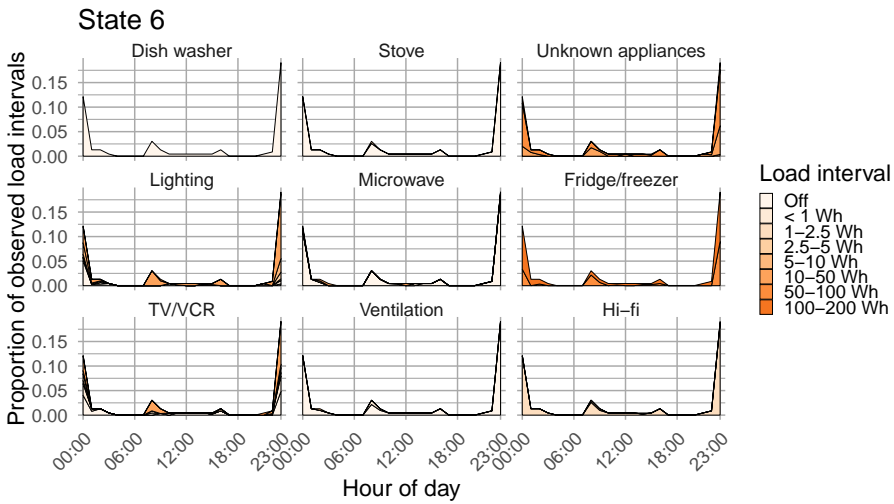 State 6
Dish washer
Stove
Unknown appliances
0.15
0.10
0.05
0.00
Lighting
Microwave
Fridge/freezer
0.15
0.10
0.05
0.00
TV/VCR
Ventilation
Hi−fi
0.15
0.10
0.05
0.00
00:00
06:00
12:00
18:00
23:00
00:00
06:00
12:00
18:00
23:00
00:00
06:00
12:00
18:00
23:00
Hour of day
Proportion of observed load intervals
Load interval
Off
< 1 Wh
1−2.5 Wh
2.5−5 Wh
5−10 Wh
10−50 Wh
50−100 Wh
100−200 Wh